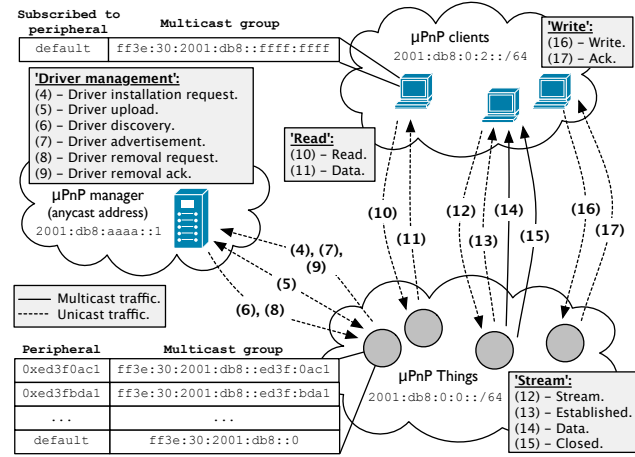 Subscribed to peripheral
Multicast group
default
ff3e:30:2001:db8::ffff:ffff
'Driver management':
(4) – Driver installation request.
(5) – Driver upload.
(6) – Driver discovery.
(7) – Driver advertisement.
(8) – Driver removal request.
(9) – Driver removal ack.
µPnP clients
2001:db8:0:2::/64
'Write':
(16) – Write.
(17) – Ack.
'Read':
(10) – Read.
(11) – Data.
µPnP manager
(anycast address)
2001:db8:aaaa::1
(10)
(11)
(12)
(13)
(14)
(15)
(16)
(17)
(4), (7),
(9)
(5)
(6), (8)
Multicast traffic.
Unicast traffic.
Peripheral
Multicast group
0xed3f0ac1
ff3e:30:2001:db8::ed3f:0ac1
0xed3fbda1
ff3e:30:2001:db8::ed3f:bda1
...
...
default
ff3e:30:2001:db8::0
µPnP Things
2001:db8:0:0::/64
'Stream':
(12) – Stream.
(13) – Established.
(14) – Data.
(15) – Closed.